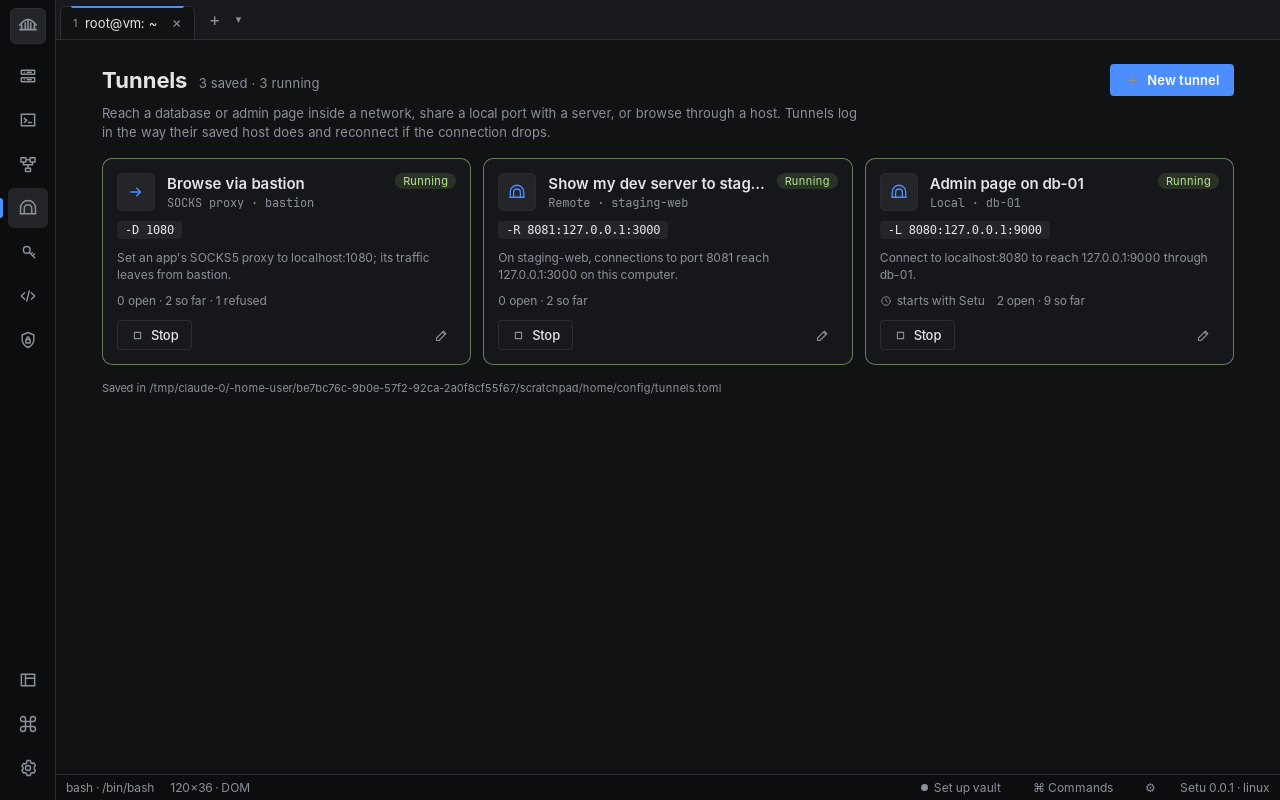 1 root@vm: ~ × + ▾
Tunnels 3 saved · 3 running
+ New tunnel
Reach a database or admin page inside a network, share a local port with a server, or browse through a host. Tunnels log
in the way their saved host does and reconnect if the connection drops.
Browse via bastion Running
SOCKS proxy · bastion
-D 1080
Set an app's SOCKS5 proxy to localhost:1080; its traffic
leaves from bastion.
0 open · 2 so far · 1 refused
Stop
Show my dev server to stag… Running
Remote · staging-web
-R 8081:127.0.0.1:3000
On staging-web, connections to port 8081 reach
127.0.0.1:3000 on this computer.
0 open · 2 so far
Stop
Admin page on db-01 Running
Local · db-01
-L 8080:127.0.0.1:9000
Connect to localhost:8080 to reach 127.0.0.1:9000 through
db-01.
starts with Setu 2 open · 9 so far
Stop
Saved in /tmp/claude-0/-home-user/be7bc76c-9b0e-57f2-92ca-2a0f8cf55f67/scratchpad/home/config/tunnels.toml
bash · /bin/bash 120×36 · DOM Set up vault ⌘ Commands ⚙ Setu 0.0.1 · linux